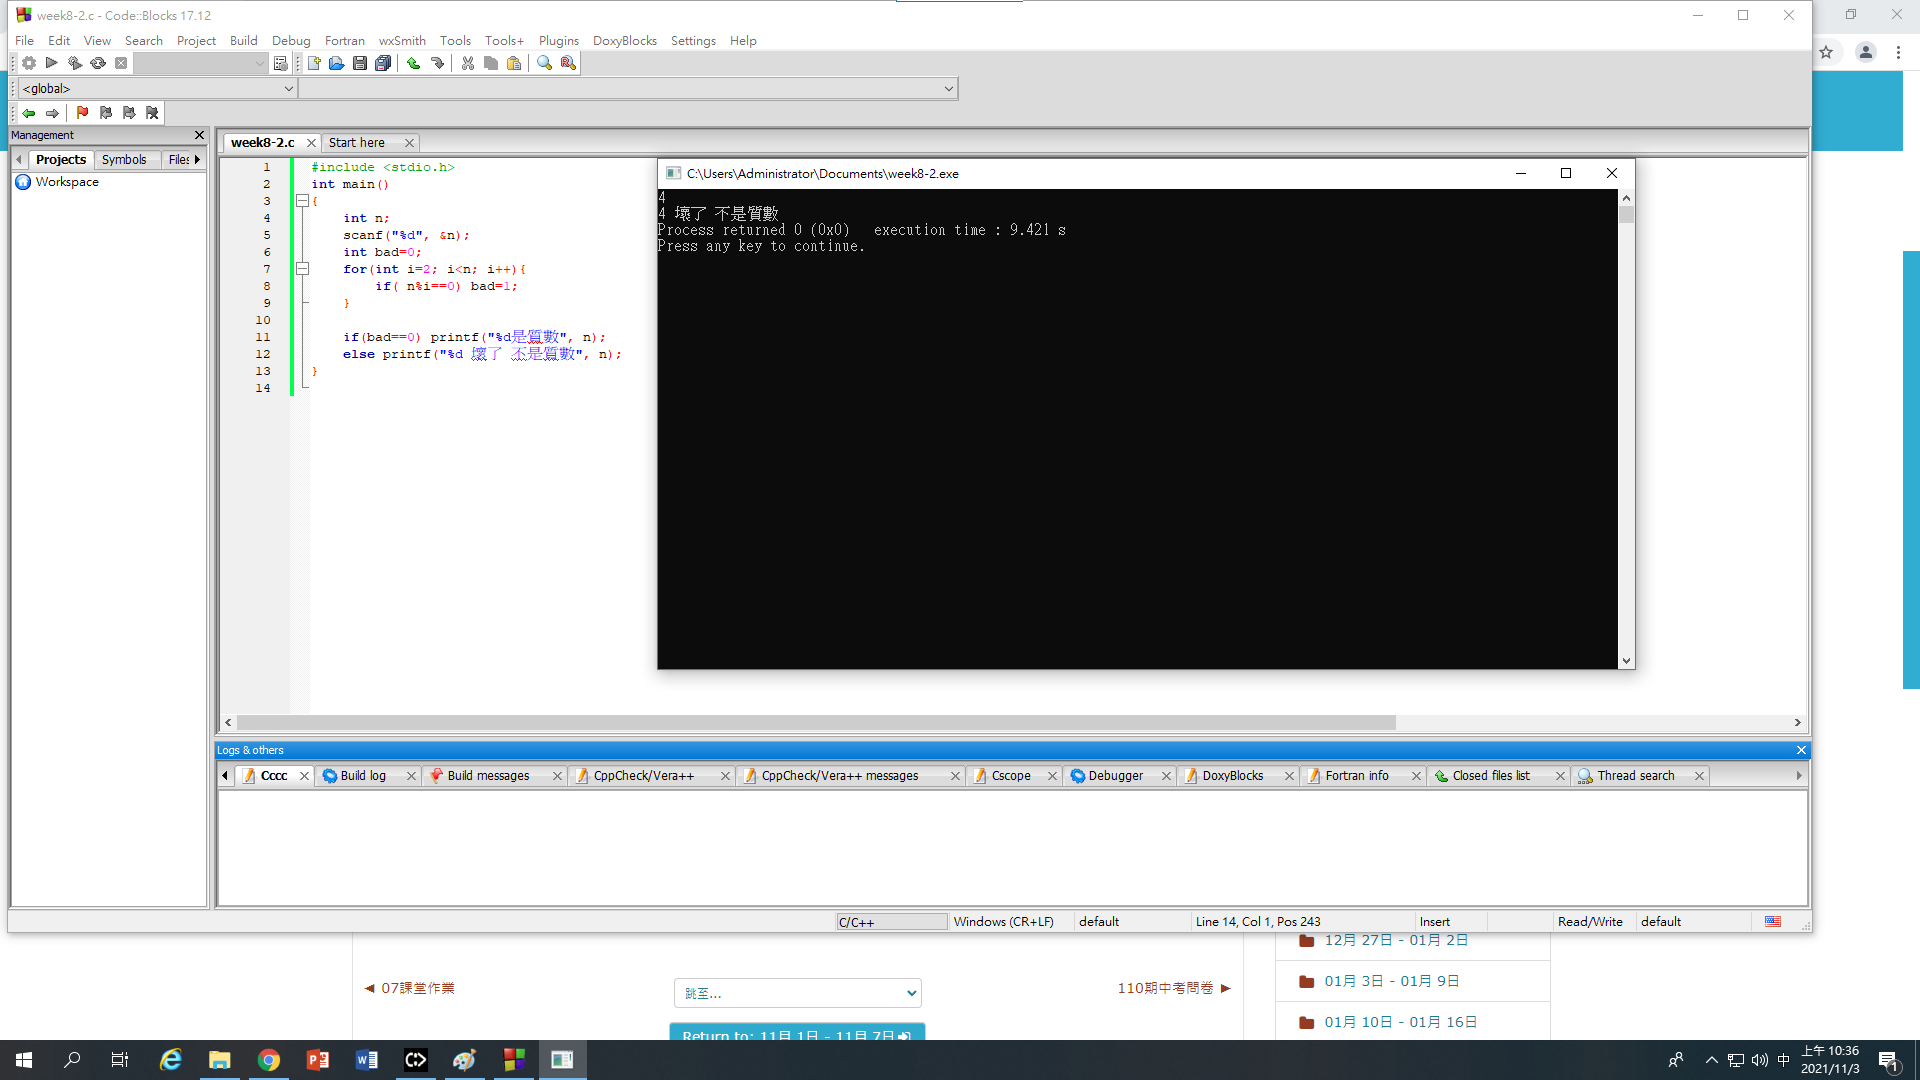 week8-2.c - Code::Blocks 17.12
File Edit View Search Project Build Debug Fortran wxSmith Tools Tools+ Plugins DoxyBlocks Settings Help
<global>
Management
Projects Symbols Files
Workspace
week8-2.c Start here
1 #include <stdio.h>
2 int main()
3 {
4 int n;
5 scanf("%d", &n);
6 int bad=0;
7 for(int i=2; i<n; i++){
8 if( n%i==0) bad=1;
9 }
10
11 if(bad==0) printf("%d是質數", n);
12 else printf("%d 壞了 不是質數", n);
13 }
14
C:\Users\Administrator\Documents\week8-2.exe
4
4 壞了 不是質數
Process returned 0 (0x0) execution time : 9.421 s
Press any key to continue.
Logs & others
Cccc Build log Build messages CppCheck/Vera++ CppCheck/Vera++ messages Cscope Debugger DoxyBlocks Fortran info Closed files list Thread search
C/C++ Windows (CR+LF) default Line 14, Col 1, Pos 243 Insert Read/Write default
12月 27日 - 01月 2日
◄ 07課堂作業 跳至... 110期中考問卷 ►
01月 3日 - 01月 9日
Return to: 11月 1日 - 11月 7日
01月 10日 - 01月 16日
中 上午 10:36
2021/11/3
1